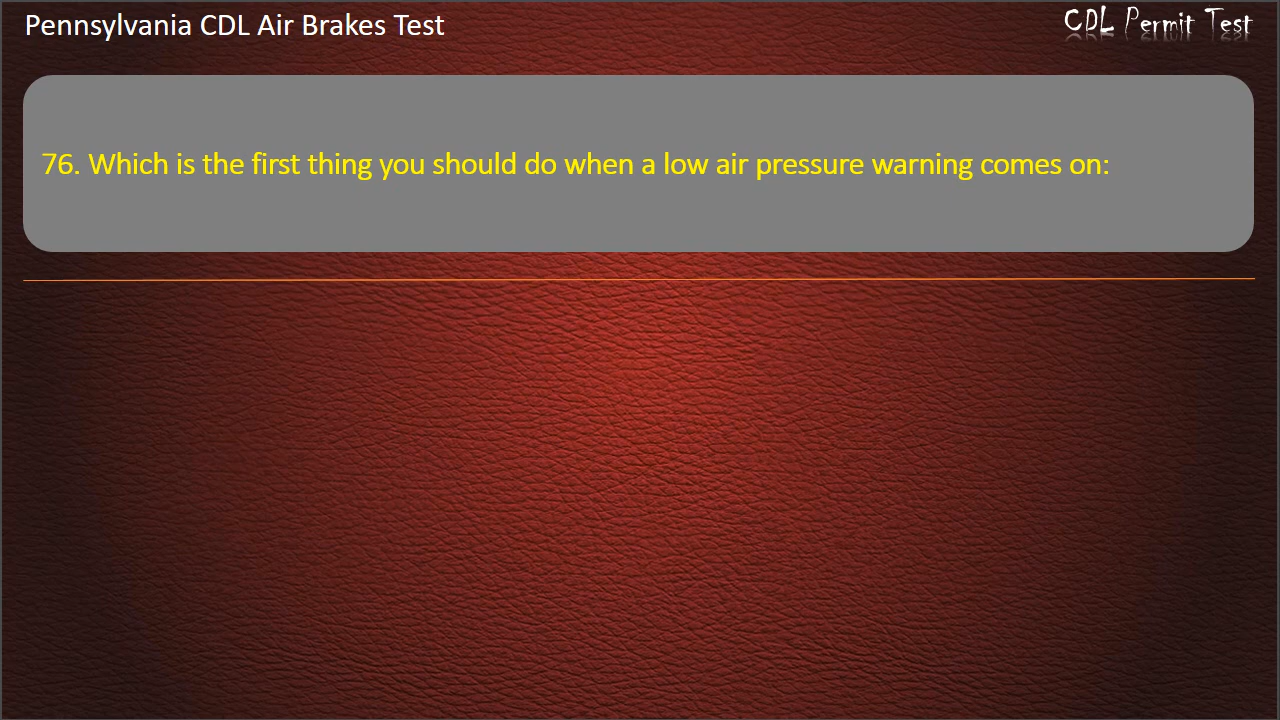 Pennsylvania CDL Air Brakes Test
CDL Permit Test
76. Which is the first thing you should do when a low air pressure warning comes on: